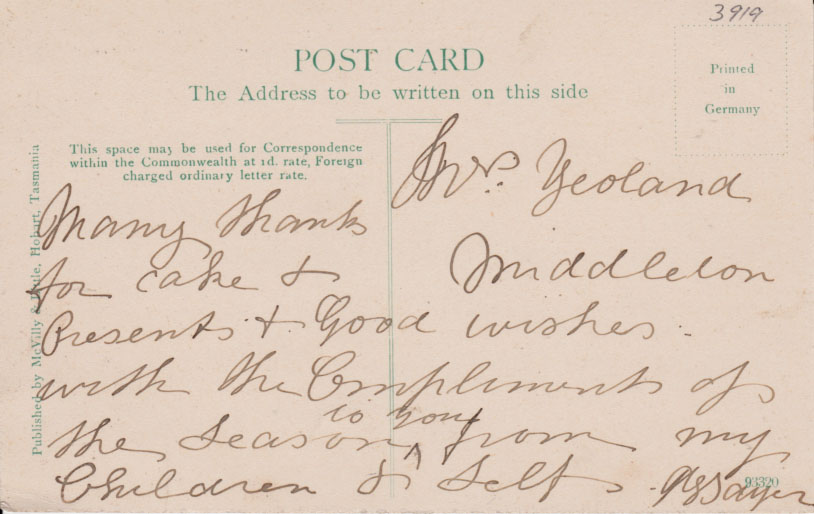 3919
POST CARD
The Address to be written on this side
Printed
in
Germany
This space may be used for Correspondence
within the Commonwealth at 1d. rate, Foreign
charged ordinary letter rate.
Published by McVilly & Little, Hobart, Tasmania
Mrs. Yeoland
Middleton
Many thanks
for cake &
Presents & Good wishes
with the Compliments of
the Season to you from my
Children & Self
93320